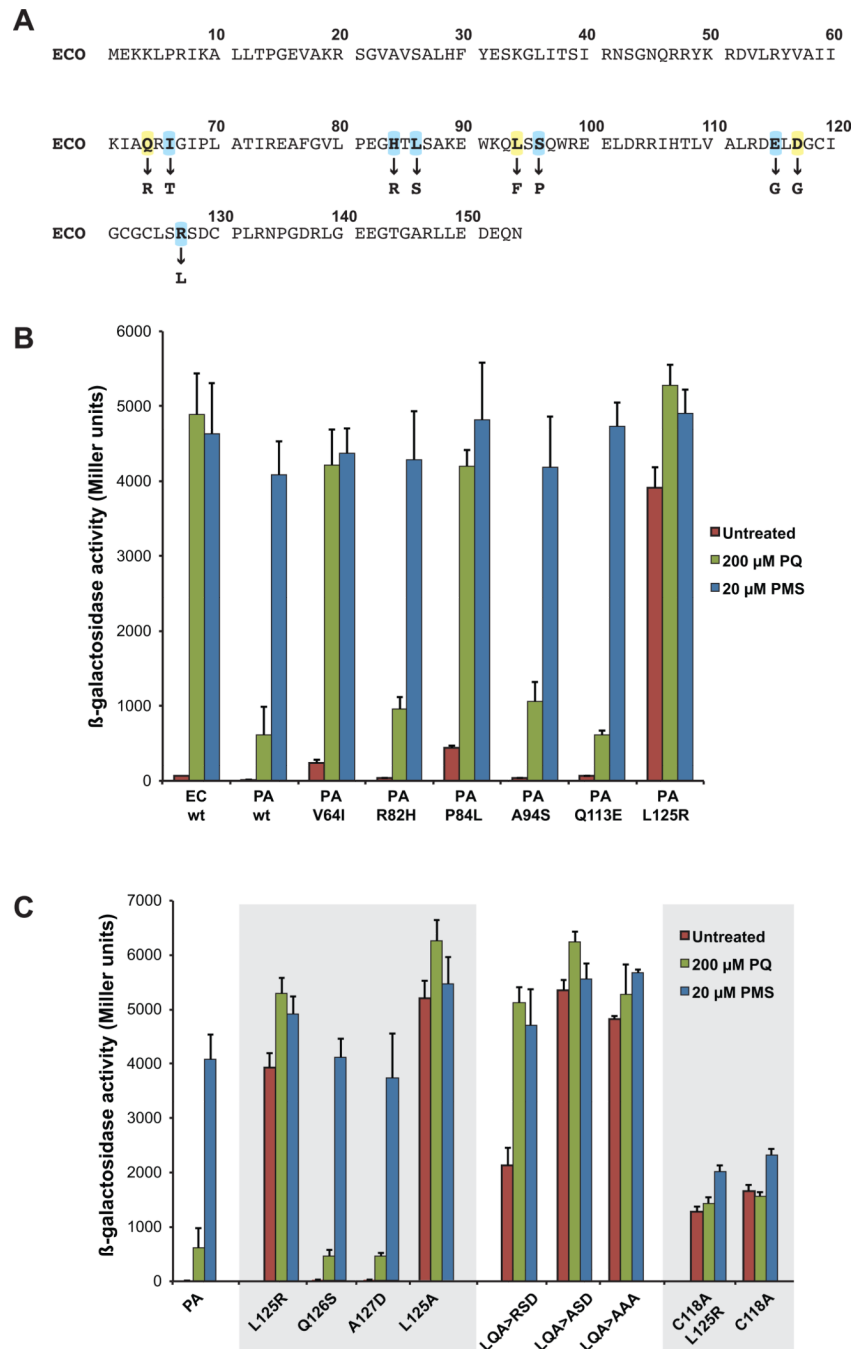 A
10 20 30 40 50 60
ECO MEKKLPRIKA LLTPGEVAKR SGVAVSALHF YESKGLITSI RNSGNQRRYK RDVLRYVAII
70 80 90 100 110 120
ECO KIAQRIGIPL ATIREAFGVL PEGHTLSAKE WKQLSSQWRE ELDRRIHTLV ALRDELDGCI
↓ ↓ ↓ ↓ ↓ ↓ ↓ ↓
R T R S F P G G
130 140 150
ECO GCGCLSRSDC PLRNPGDRLG EEGTGARLLE DEQN
↓
L
B
ß-galactosidase activity (Miller units)
6000
5000
4000
3000
2000
1000
0
Untreated
200 µM PQ
20 µM PMS
EC PA PA PA PA PA PA PA
wt wt V64I R82H P84L A94S Q113E L125R
C
ß-galactosidase activity (Miller units)
7000
6000
5000
4000
3000
2000
1000
0
Untreated
200 µM PQ
20 µM PMS
PA
L125R
Q126S
A127D
L125A
LQA>RSD
LQA>ASD
LQA>AAA
C118A
L125R
C118A